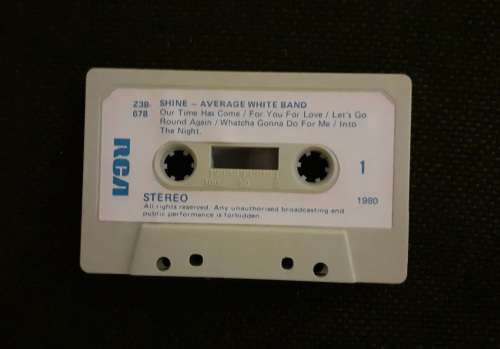 Z38-
078
SHINE - AVERAGE WHITE BAND
Our Time Has Come / For You For Love / Let's Go
Round Again / Whatcha Gonna Do For Me / Into
The Night.
RCA
1
STEREO
1980
All rights reserved. Any unauthorised broadcasting and
public performance is forbidden.